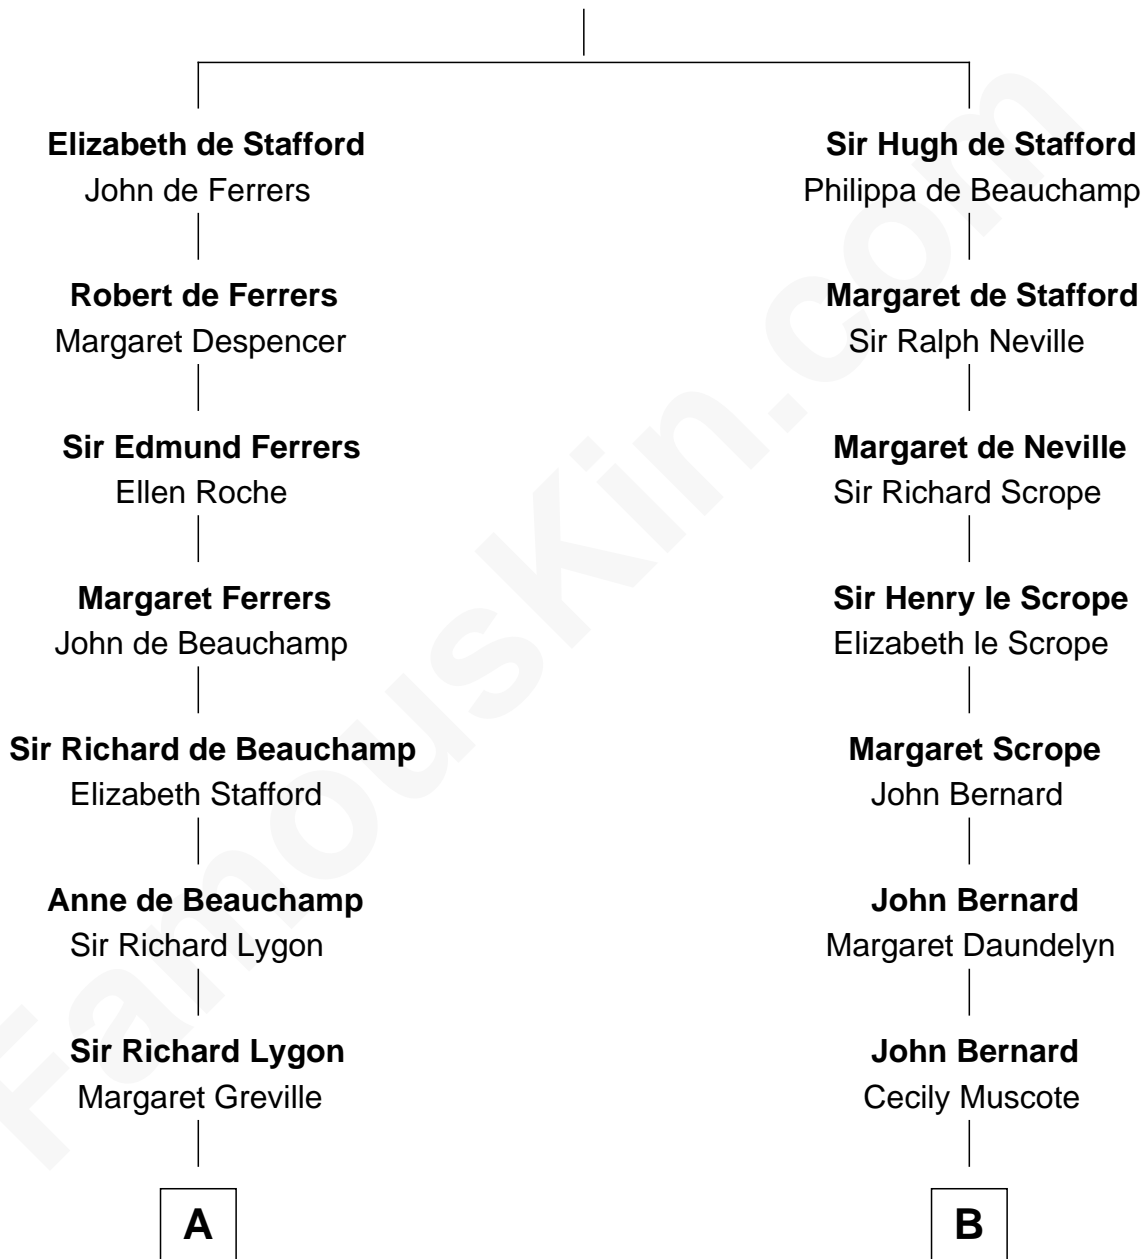 Elizabeth de Stafford
John de Ferrers
Robert de Ferrers
Margaret Despencer
Sir Edmund Ferrers
Ellen Roche
Margaret Ferrers
John de Beauchamp
Sir Richard de Beauchamp
Elizabeth Stafford
Anne de Beauchamp
Sir Richard Lygon
Sir Richard Lygon
Margaret Greville
A
Sir Hugh de Stafford
Philippa de Beauchamp
Margaret de Stafford
Sir Ralph Neville
Margaret de Neville
Sir Richard Scrope
Sir Henry le Scrope
Elizabeth le Scrope
Margaret Scrope
John Bernard
John Bernard
Margaret Daundelyn
John Bernard
Cecily Muscote
B
FamousKin.com